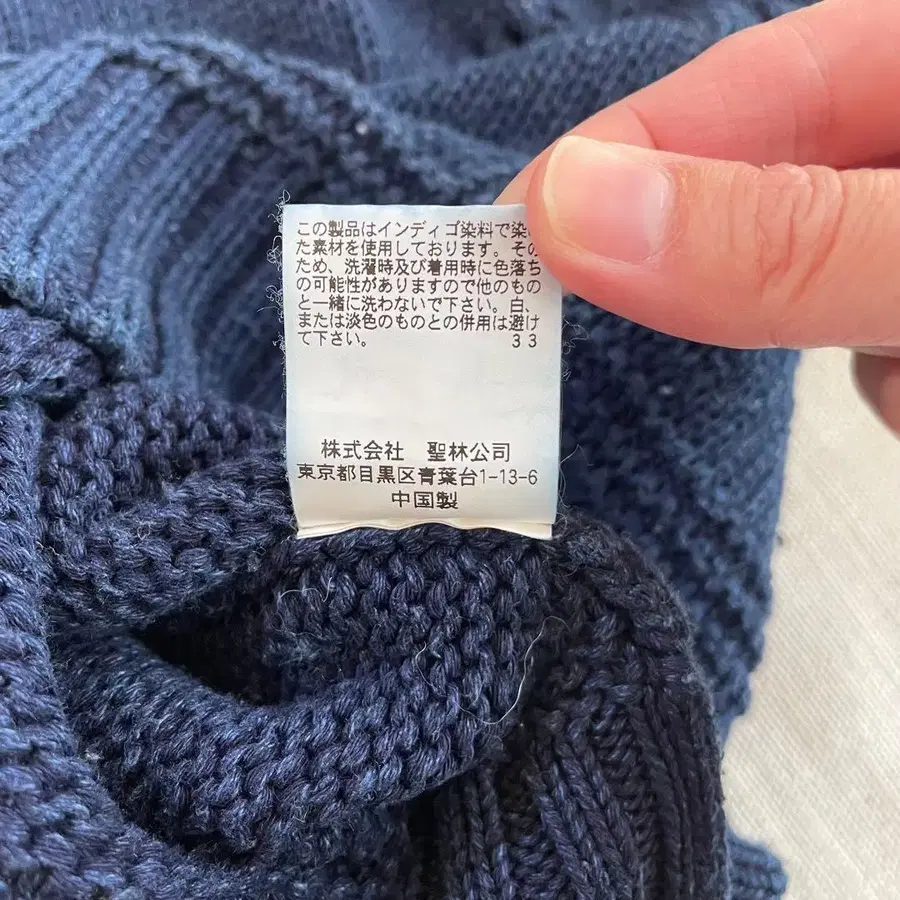 この製品はインディゴ染料で染
た素材を使用しております。その
ため、洗濯時及び着用時に色落ち
の可能性がありますので他のもの
と一緒に洗わないで下さい。白、
または淡色のものとの併用は避け
て下さい。 33
株式会社 聖林公司
東京都目黒区青葉台1-13-6
中国製